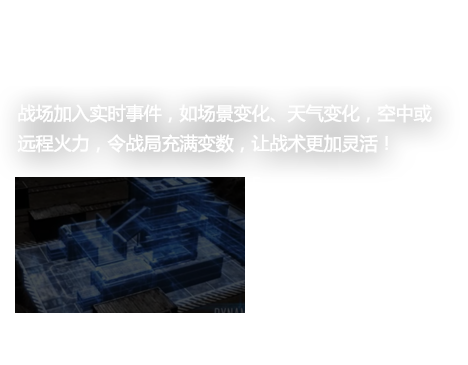 战场加入实时事件，如场景变化、天气变化，空中或
远程火力，令战局充满变数，让战术更加灵活！